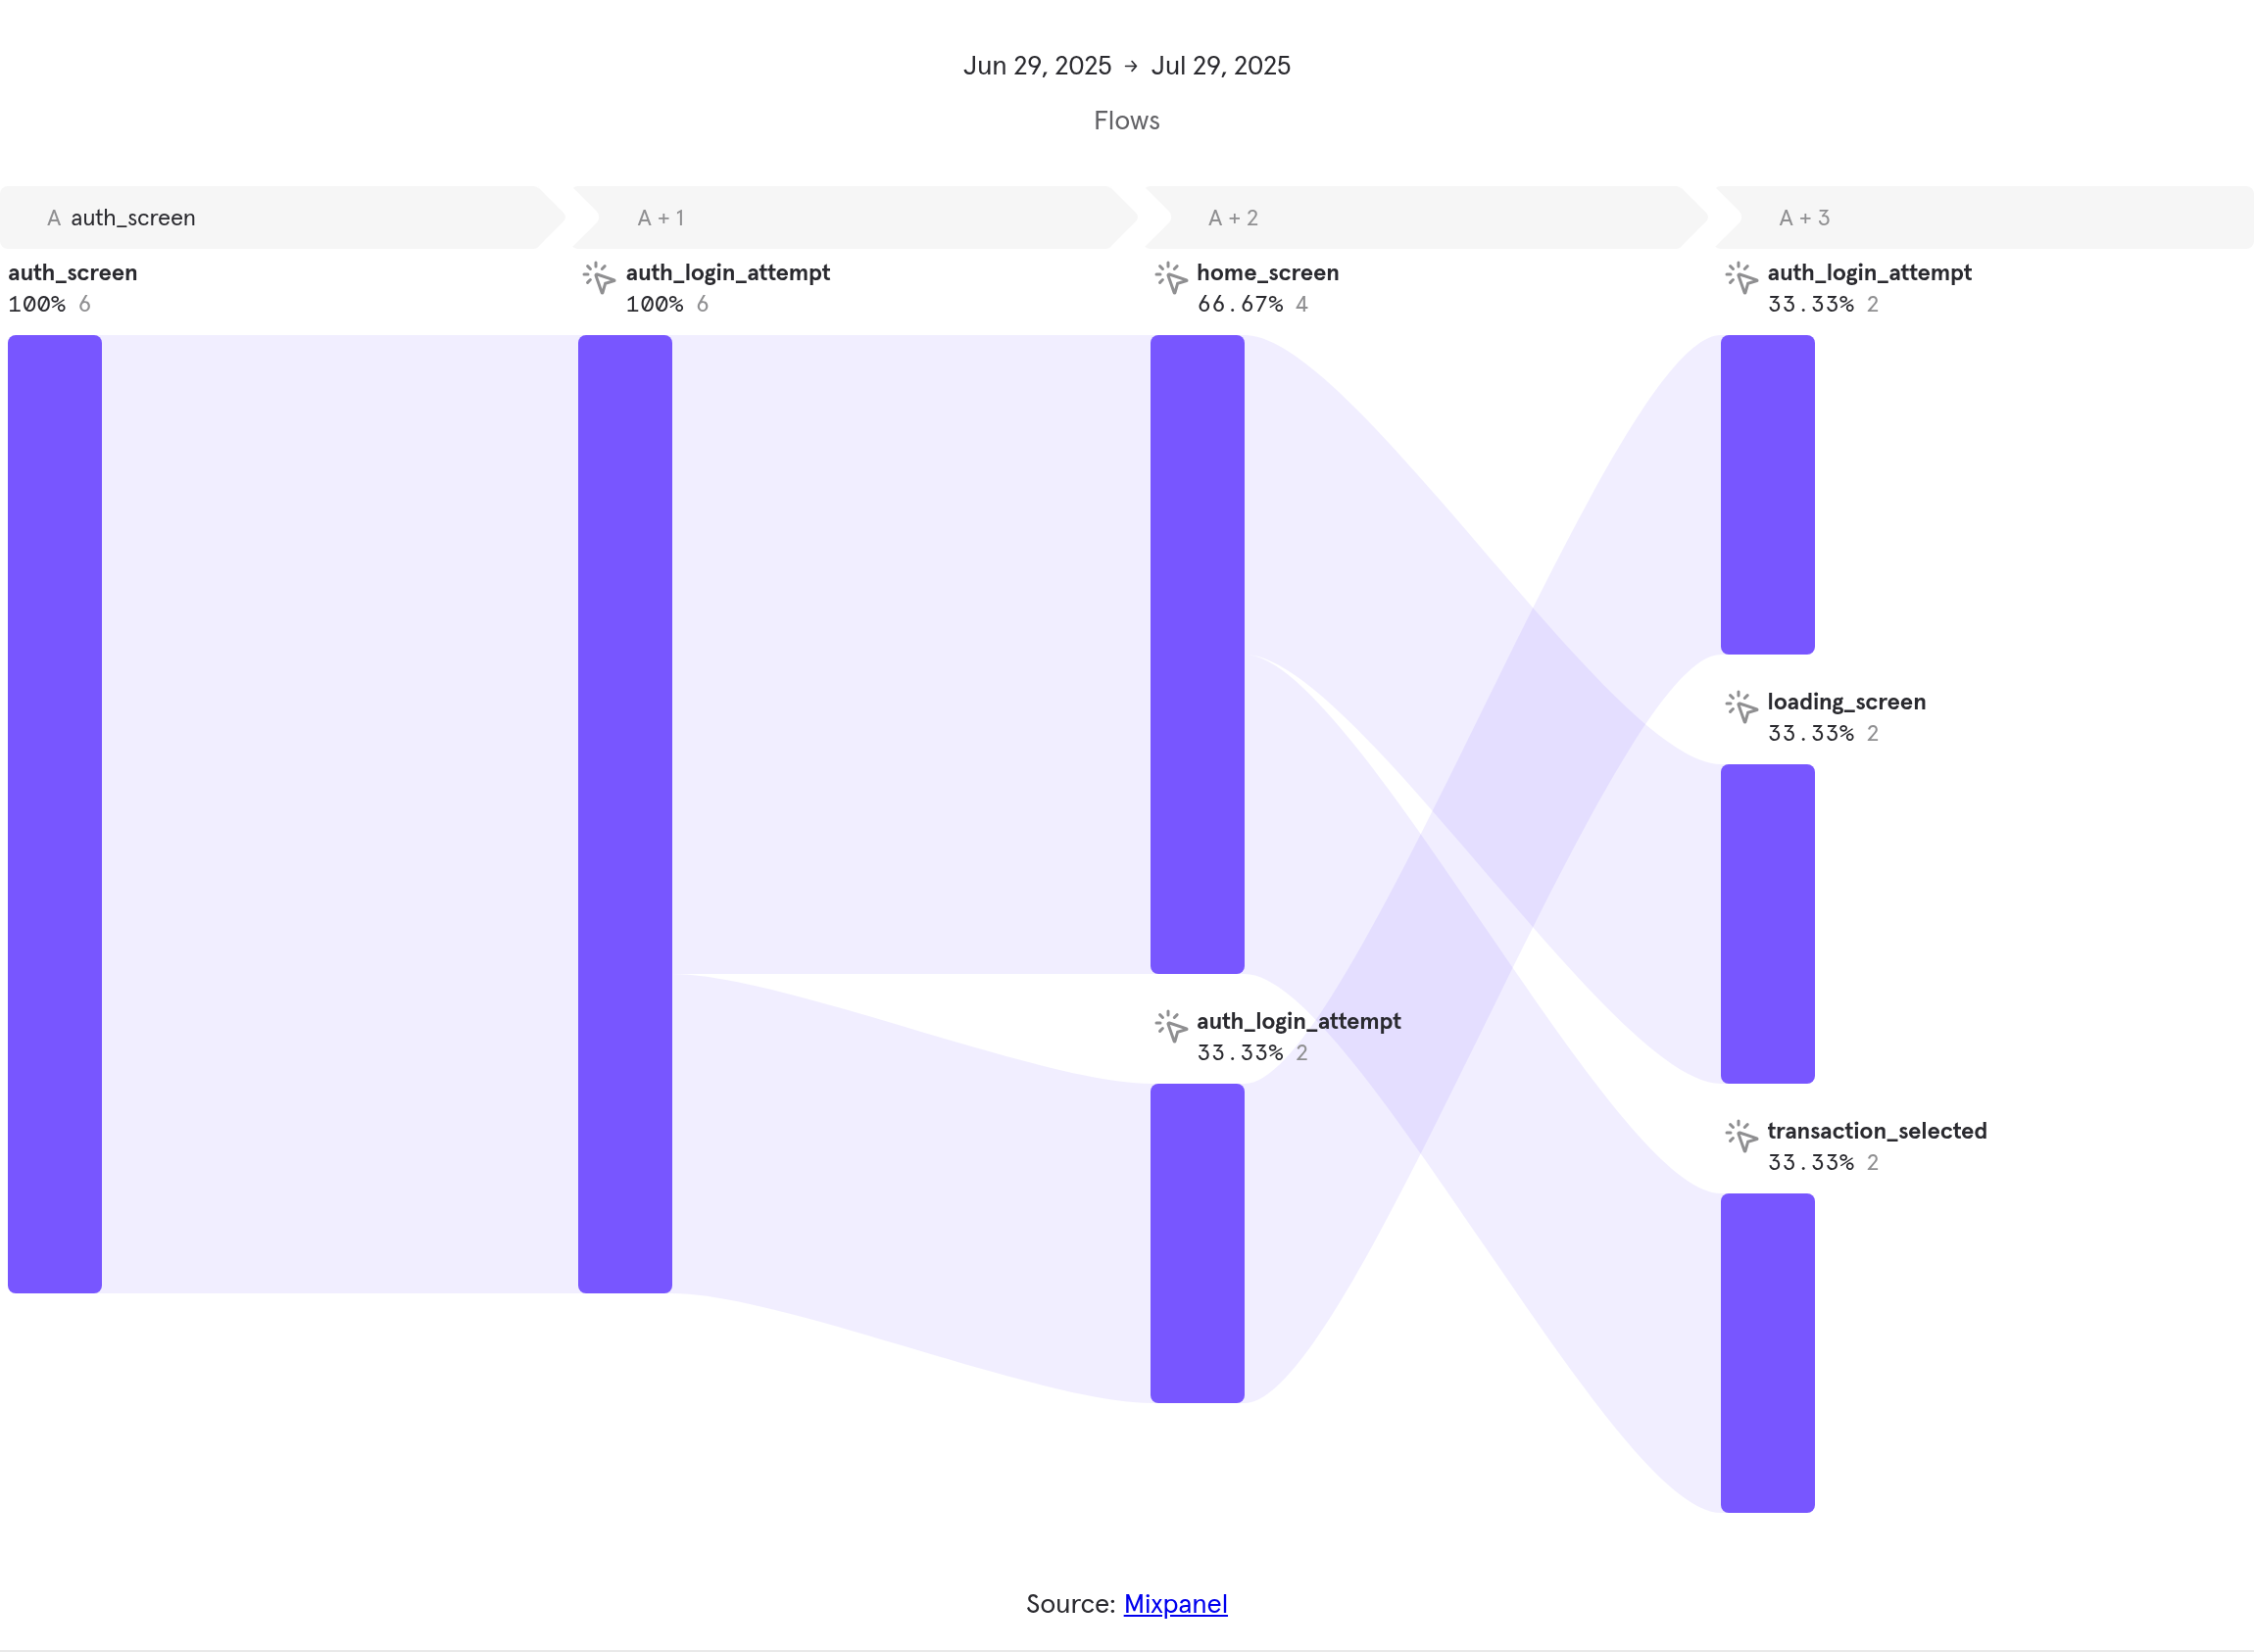 Jun 29, 2025 → Jul 29, 2025
Flows
A auth_screen
A + 1
A + 2
A + 3
auth_screen
100% 6
auth_login_attempt
100% 6
home_screen
66.67% 4
auth_login_attempt
33.33% 2
auth_login_attempt
33.33% 2
loading_screen
33.33% 2
transaction_selected
33.33% 2
Source: Mixpanel